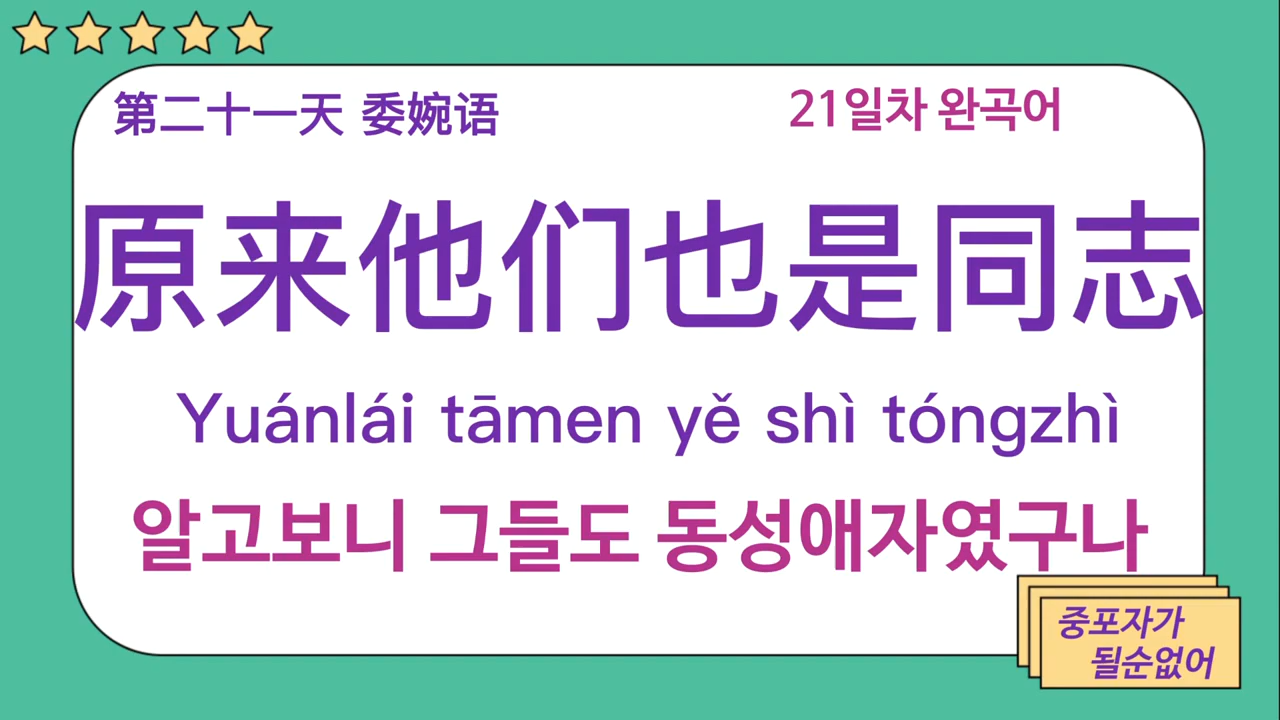 第二十一天 委婉语
21일차 완곡어
原来他们也是同志
Yuánlái tāmen yě shì tóngzhì
알고보니 그들도 동성애자였구나
중포자가
될순없어